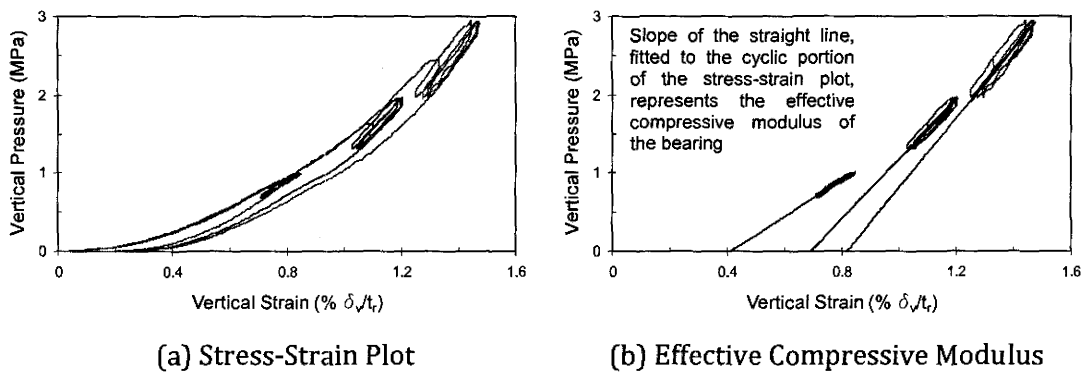 3
2
1
0
Vertical Pressure (MPa)
0
0.4
0.8
1.2
1.6
Vertical Strain (% δv/tr)
(a) Stress-Strain Plot
3
2
1
0
Vertical Pressure (MPa)
Slope of the straight line,
fitted to the cyclic portion
of the stress-strain plot,
represents the effective
compressive modulus of
the bearing
0
0.4
0.8
1.2
1.6
Vertical Strain (% δv/tr)
(b) Effective Compressive Modulus